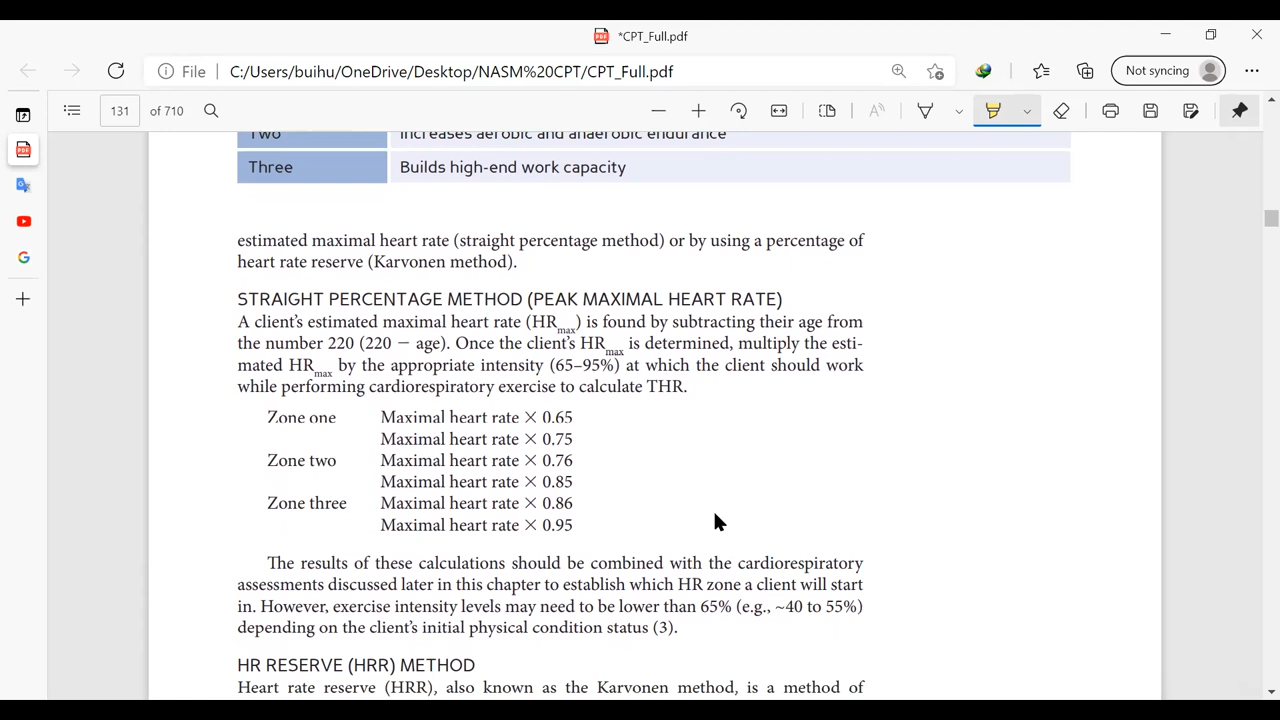 *CPT_Full.pdf
File
C:/Users/buihu/OneDrive/Desktop/NASM%20CPT/CPT_Full.pdf
Not syncing
131 of 710
Two Increases aerobic and anaerobic endurance
Three Builds high-end work capacity
estimated maximal heart rate (straight percentage method) or by using a percentage of
heart rate reserve (Karvonen method).
STRAIGHT PERCENTAGE METHOD (PEAK MAXIMAL HEART RATE)
A client's estimated maximal heart rate (HRmax) is found by subtracting their age from
the number 220 (220 − age). Once the client's HRmax is determined, multiply the esti-
mated HRmax by the appropriate intensity (65–95%) at which the client should work
while performing cardiorespiratory exercise to calculate THR.
Zone one Maximal heart rate × 0.65
Maximal heart rate × 0.75
Zone two Maximal heart rate × 0.76
Maximal heart rate × 0.85
Zone three Maximal heart rate × 0.86
Maximal heart rate × 0.95
The results of these calculations should be combined with the cardiorespiratory
assessments discussed later in this chapter to establish which HR zone a client will start
in. However, exercise intensity levels may need to be lower than 65% (e.g., ~40 to 55%)
depending on the client's initial physical condition status (3).
HR RESERVE (HRR) METHOD
Heart rate reserve (HRR), also known as the Karvonen method, is a method of